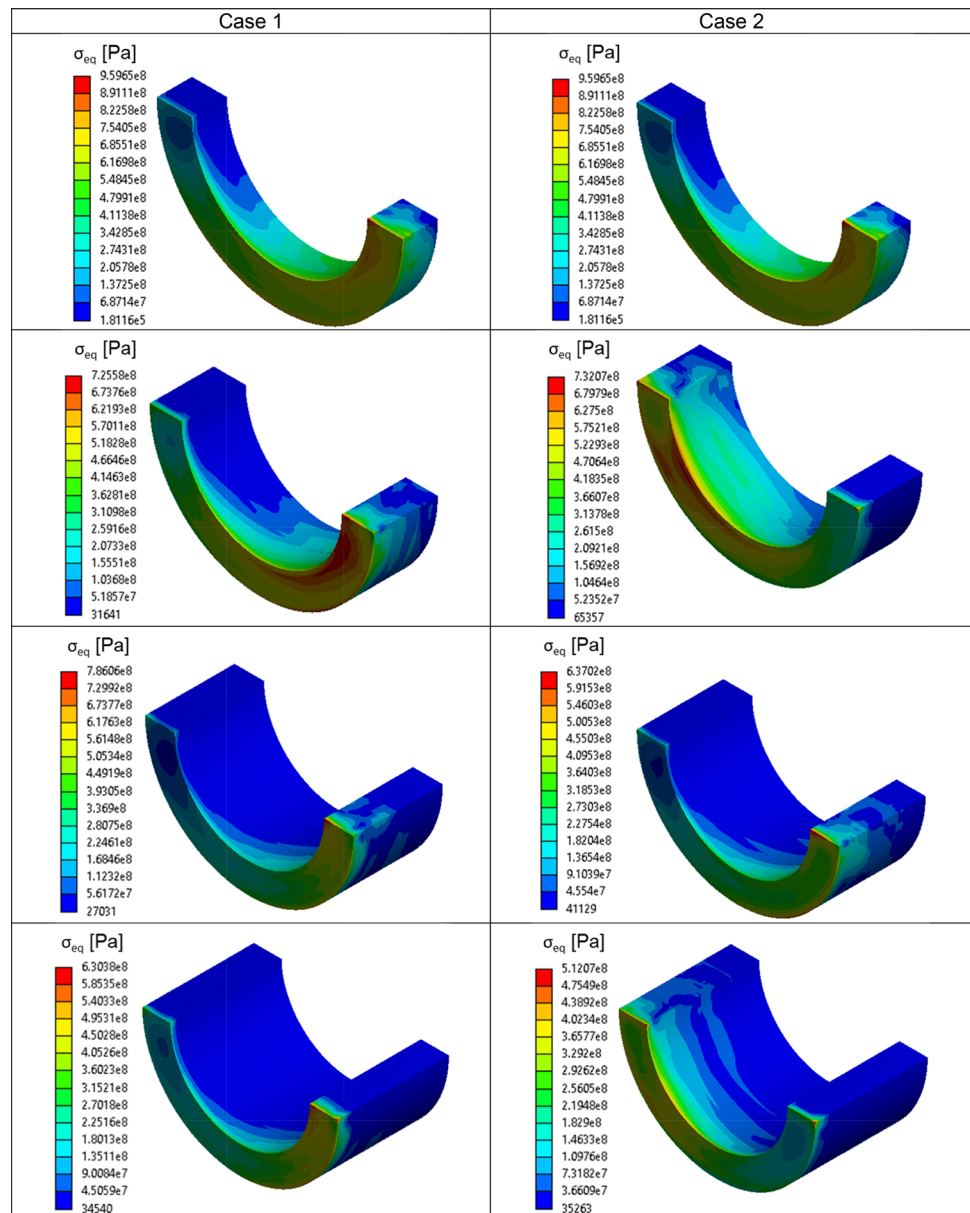 Case 1
Case 2
σeq [Pa]
9.5965e8
8.9111e8
8.2258e8
7.5405e8
6.8551e8
6.1698e8
5.4845e8
4.7991e8
4.1138e8
3.4285e8
2.7431e8
2.0578e8
1.3725e8
6.8714e7
1.8116e5
σeq [Pa]
9.5965e8
8.9111e8
8.2258e8
7.5405e8
6.8551e8
6.1698e8
5.4845e8
4.7991e8
4.1138e8
3.4285e8
2.7431e8
2.0578e8
1.3725e8
6.8714e7
1.8116e5
σeq [Pa]
7.2558e8
6.7376e8
6.2193e8
5.7011e8
5.1828e8
4.6646e8
4.1463e8
3.6281e8
3.1098e8
2.5916e8
2.0733e8
1.5551e8
1.0368e8
5.1857e7
31641
σeq [Pa]
7.3207e8
6.7979e8
6.275e8
5.7521e8
5.2293e8
4.7064e8
4.1835e8
3.6607e8
3.1378e8
2.615e8
2.0921e8
1.5692e8
1.0464e8
5.2352e7
65357
σeq [Pa]
7.8606e8
7.2992e8
6.7377e8
6.1763e8
5.6148e8
5.0534e8
4.4919e8
3.9305e8
3.369e8
2.8075e8
2.2461e8
1.6846e8
1.1232e8
5.6172e7
27031
σeq [Pa]
6.3702e8
5.9153e8
5.4603e8
5.0053e8
4.5503e8
4.0953e8
3.6403e8
3.1853e8
2.7303e8
2.2754e8
1.8204e8
1.3654e8
9.1039e7
4.554e7
41129
σeq [Pa]
6.3038e8
5.8535e8
5.4033e8
4.9531e8
4.5028e8
4.0526e8
3.6023e8
3.1521e8
2.7018e8
2.2516e8
1.8013e8
1.3511e8
9.0084e7
4.5059e7
34540
σeq [Pa]
5.1207e8
4.7549e8
4.3892e8
4.0234e8
3.6577e8
3.292e8
2.9262e8
2.5605e8
2.1948e8
1.829e8
1.4633e8
1.0976e8
7.3182e7
3.6609e7
35263